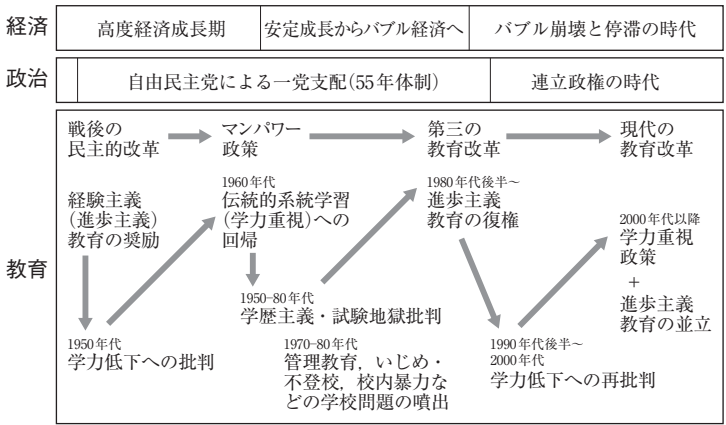 経済
高度経済成長期
安定成長からバブル経済へ
バブル崩壊と停滞の時代
政治
自由民主党による一党支配(55年体制)
連立政権の時代
教育
戦後の
民主的改革
マンパワー
政策
第三の
教育改革
現代の
教育改革
経験主義
(進歩主義)
教育の奨励
1960年代
伝統的系統学習
(学力重視)への
回帰
1980年代後半~
進歩主義
教育の復権
2000年代以降
学力重視
政策
+
進歩主義
教育の並立
1950年代
学力低下への批判
1950-80年代
学歴主義・試験地獄批判
1970-80年代
管理教育,いじめ・
不登校,校内暴力な
どの学校問題の噴出
1990年代後半~
2000年代
学力低下への再批判